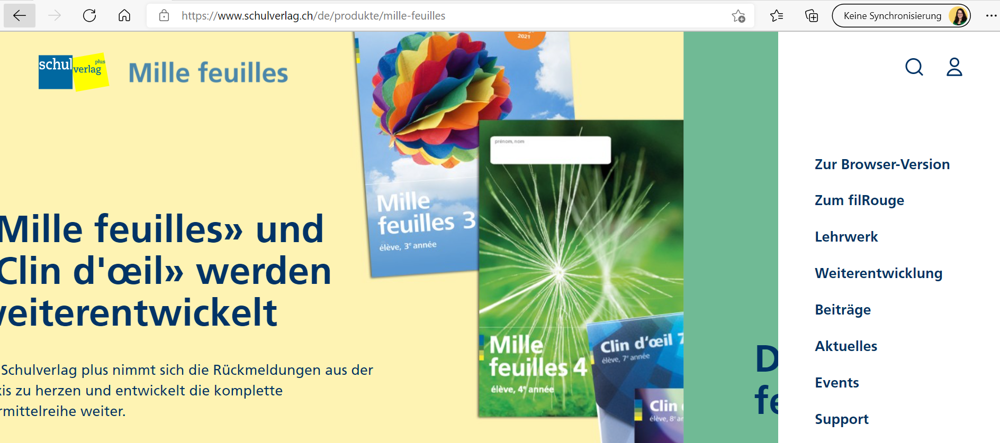 https://www.schulverlag.ch/de/produkte/mille-feuilles
Keine Synchronisierung
schul
verlag
plus
Mille feuilles
2021
prénom, nom
Mille
feuilles 3
élève, 3e année
Mille feuilles» und
Clin d'œil» werden
weiterentwickelt
Schulverlag plus nimmt sich die Rückmeldungen aus der
xis zu herzen und entwickelt die komplette
rmittelreihe weiter.
Mille
feuilles 4
élève, 4e année
Clin d'œil 7
élève, 7e année
Clin
élève, 8e
D
fe
Zur Browser-Version
Zum filRouge
Lehrwerk
Weiterentwicklung
Beiträge
Aktuelles
Events
Support